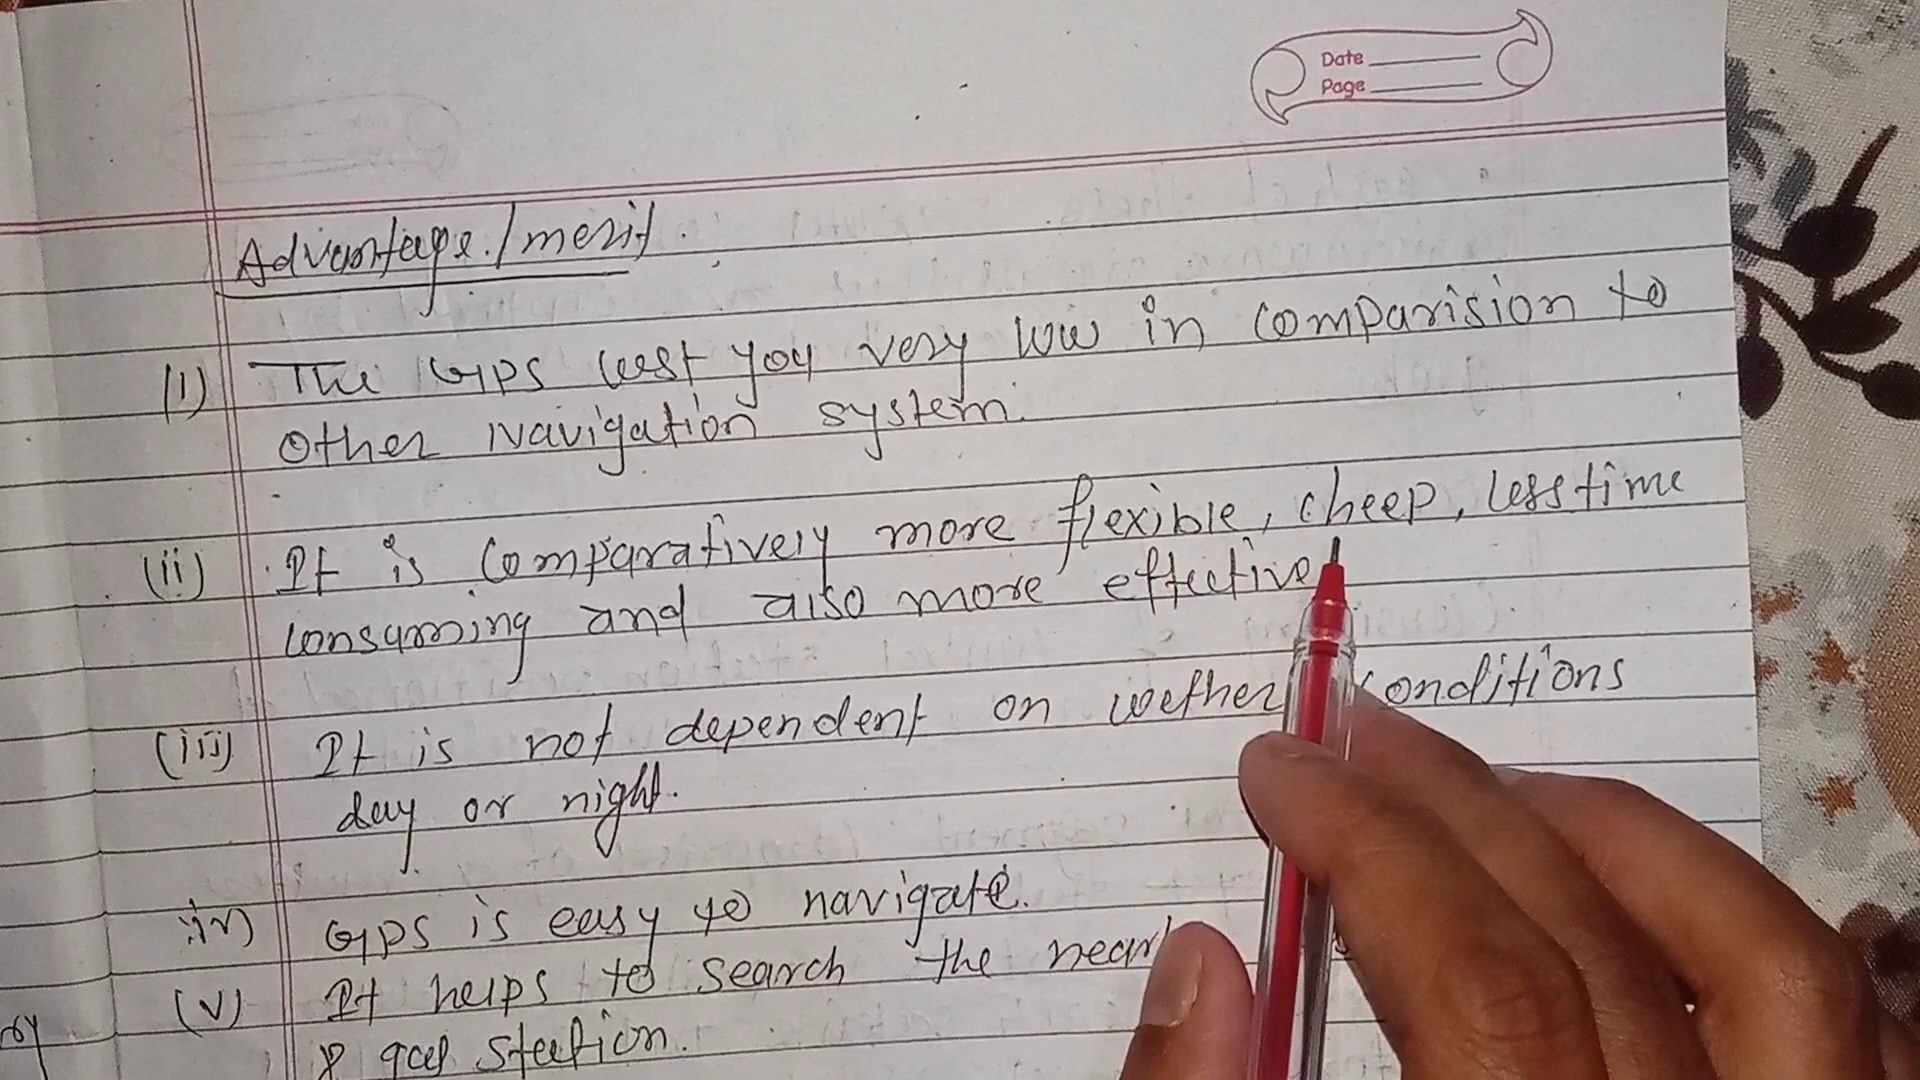 Date
Page
Advantage./merit.
(i) The GPS cost you very low in comparision to
other navigation system.
(ii) It is comparatively more flexible, cheep, less time
consuming and also more effective
(iii) It is not dependent on wether conditions
day or night.
iv) GPS is easy to navigate.
(v) It helps to search the near
& gas station.